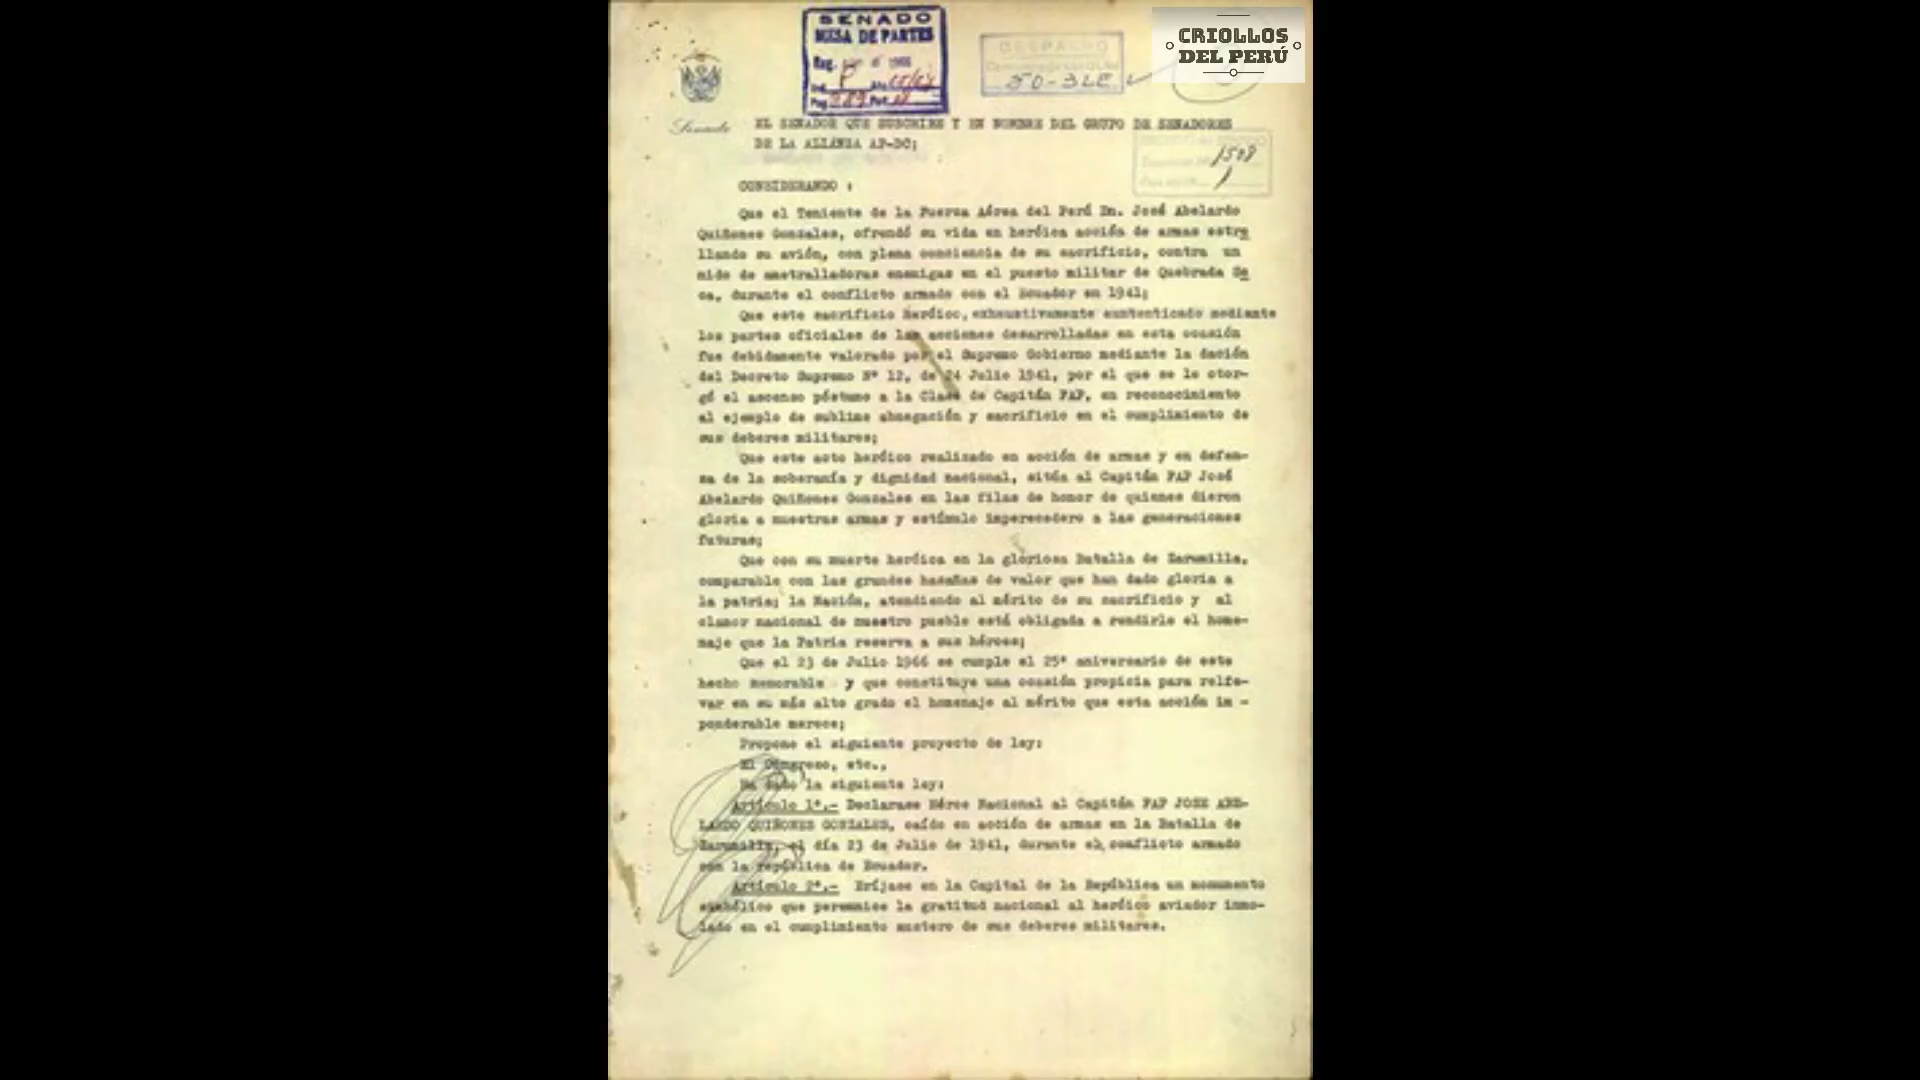 SENADO
MESA DE PARTES
CRIOLLOS
DEL PERÚ
DESPACHO
50-3LE
Senado
EL SENADOR QUE SUSCRIBE Y EN NOMBRE DEL GRUPO DE SENADORES
DE LA ALIANZA AP-DC;
1508
1
CONSIDERANDO :
Que el Teniente de la Fuerza Aérea del Perú Dn. José Abelardo
Quiñones Gonzales, ofrendó su vida en heróica acción de armas estre
llando su avión, con plena conciencia de su sacrificio, contra un
nido de ametralladoras enemigas en el puesto militar de Quebrada Se
ca, durante el conflicto armado con el Ecuador en 1941;
Que este sacrificio heróico, exhaustivamente autenticado mediante
los partes oficiales de las acciones desarrolladas en esta ocasión
fue debidamente valorado por el Supremo Gobierno mediante la dación
del Decreto Supremo N° 12, de 24 Julio 1941, por el que se le otor-
gó el ascenso póstumo a la Clase de Capitán FAP, en reconocimiento
al ejemplo de sublime abnegación y sacrificio en el cumplimiento de
sus deberes militares;
Que este acto heróico realizado en acción de armas y en defen-
sa de la soberanía y dignidad nacional, sitúa al Capitán FAP José
Abelardo Quiñones Gonzales en las filas de honor de quienes dieron
gloria a nuestras armas y estímulo imperecedero a las generaciones
futuras;
Que con su muerte heróica en la gloriosa Batalla de Zarumilla,
comparable con las grandes hazañas de valor que han dado gloria a
la patria; la Nación, atendiendo al mérito de su sacrificio y al
clamor nacional de nuestro pueblo está obligada a rendirle el home-
naje que la Patria reserva a sus héroes;
Que el 23 de Julio 1966 se cumple el 25° aniversario de este
hecho memorable y que constituye una ocasión propicia para relie-
var en su más alto grado el homenaje al mérito que esta acción im -
ponderable merece;
Propone el siguiente proyecto de ley:
El Congreso, etc.,
Ha dado la siguiente ley:
Artículo 1°.- Declarase Héroe Nacional al Capitán FAP JOSE ABE-
LARDO QUIÑONES GONZALES, caído en acción de armas en la Batalla de
Zarumilla, el día 23 de Julio de 1941, durante el conflicto armado
con la república de Ecuador.
Artículo 2°.- Eríjase en la Capital de la República un monumento
simbólico que perennice la gratitud nacional al heróico aviador inmo-
lado en el cumplimiento austero de sus deberes militares.